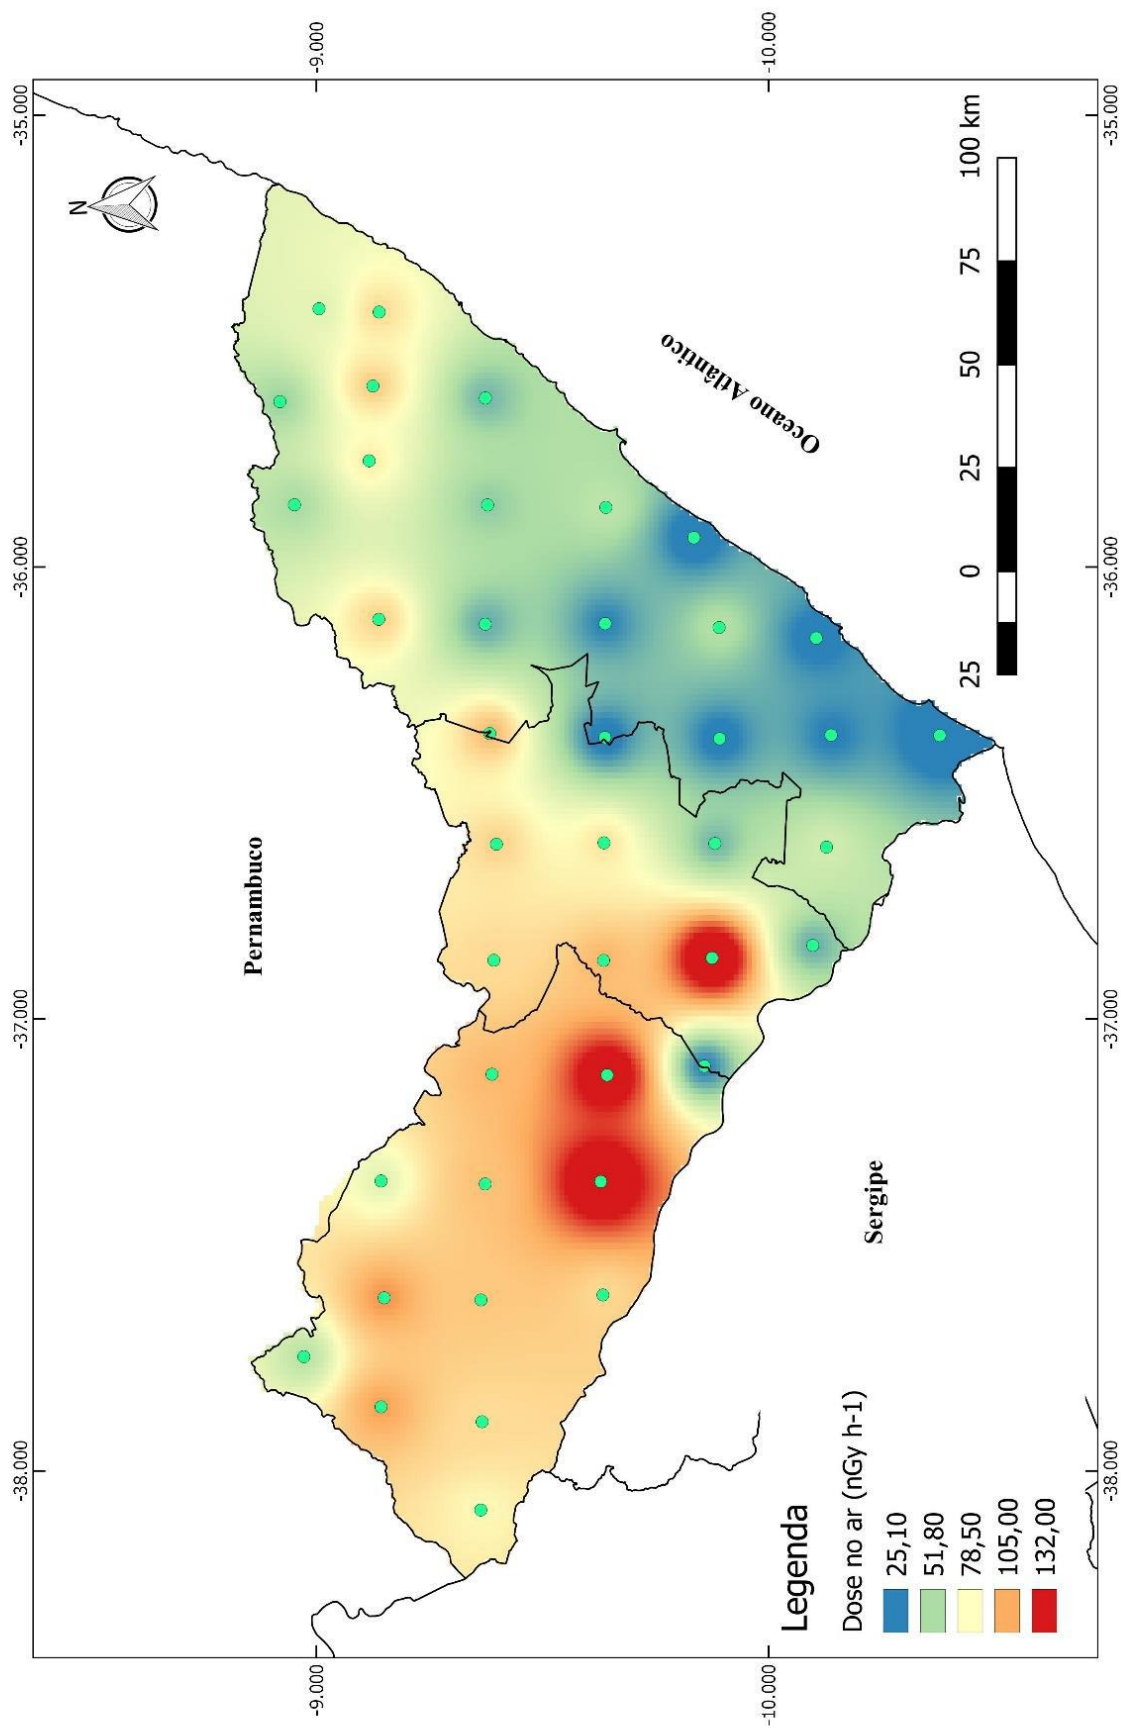 -38.000
-37.000
-36.000
-35.000
N
-9.000
-9.000
Pernambuco
Oceano Atlântico
Sergipe
Legenda
Dose no ar (nGy h-1)
25,10
51,80
78,50
105,00
132,00
25 0 25 50 75 100 km
-10.000
-10.000
-38.000
-37.000
-36.000
-35.000